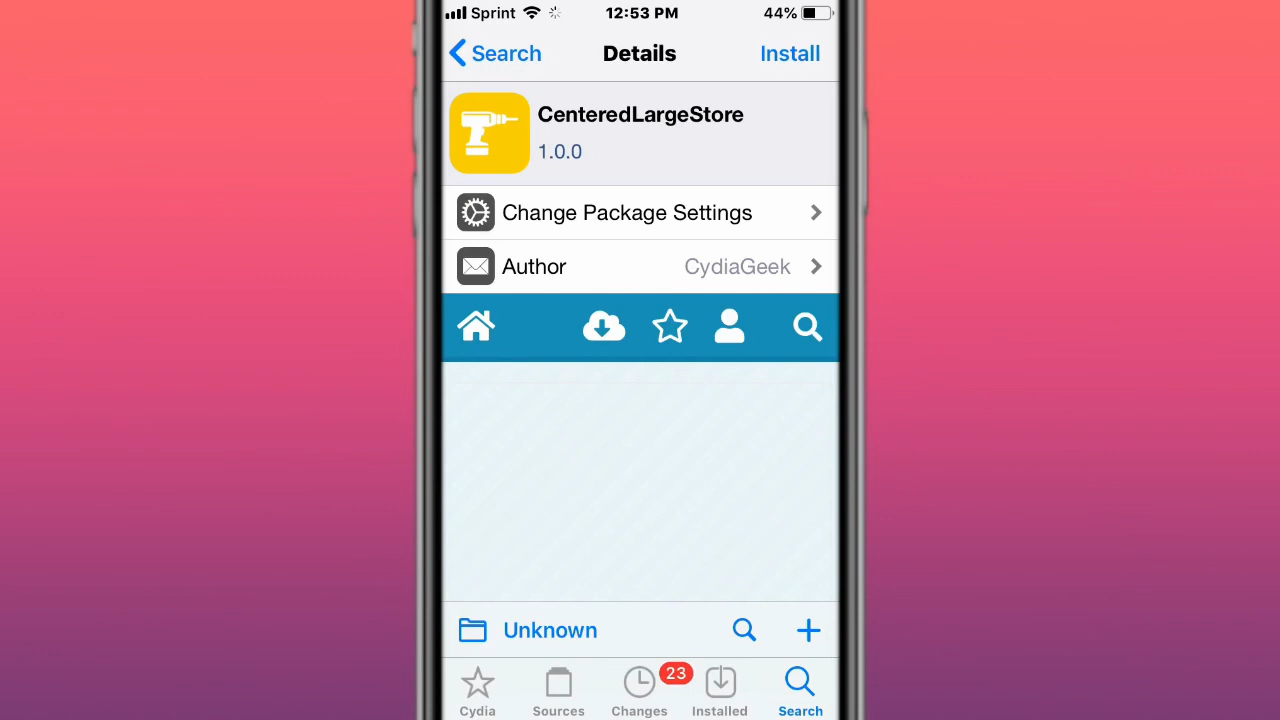 Sprint 12:53 PM 44%
Search Details Install
CenteredLargeStore
1.0.0
Change Package Settings
Author CydiaGeek
Unknown
23
Cydia Sources Changes Installed Search